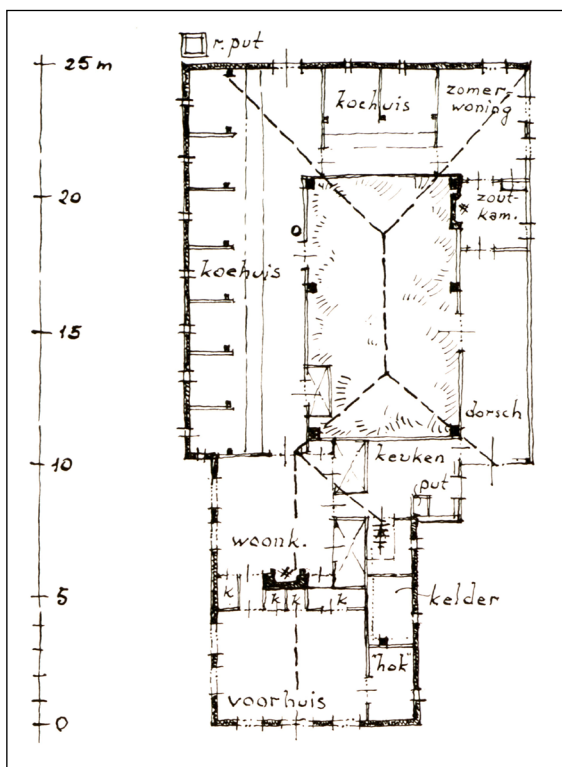 r.put
25 m
koehuis
zomer-
woning
20
zout-
kam.
koehuis
15
dorsch
10
keuken
put
woonk.
5
k
k
k
k
kelder
"hok"
voorhuis
0